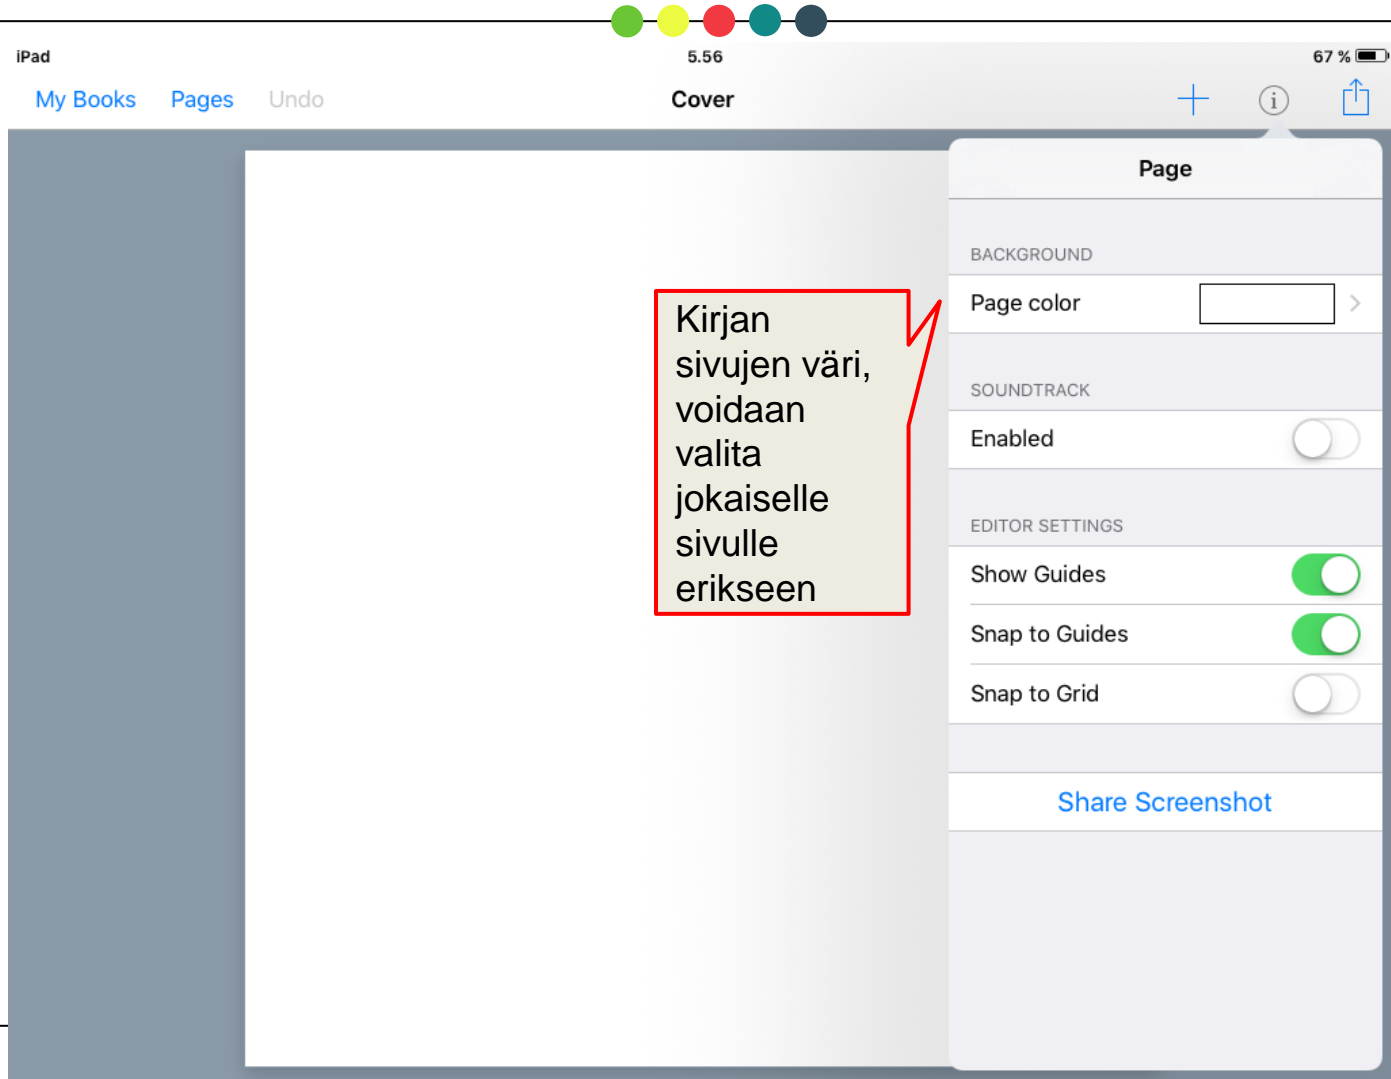 iPad
5.56
67 %
My Books
Pages
Undo
Cover
Page
BACKGROUND
Page color
Kirjan
sivujen väri,
voidaan
valita
jokaiselle
sivulle
erikseen
SOUNDTRACK
Enabled
EDITOR SETTINGS
Show Guides
Snap to Guides
Snap to Grid
Share Screenshot